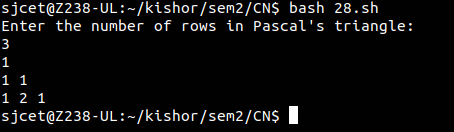 sjcet@Z238-UL:~/kishor/sem2/CN$ bash 28.sh
Enter the number of rows in Pascal's triangle:
3
1
1 1
1 2 1
sjcet@Z238-UL:~/kishor/sem2/CN$